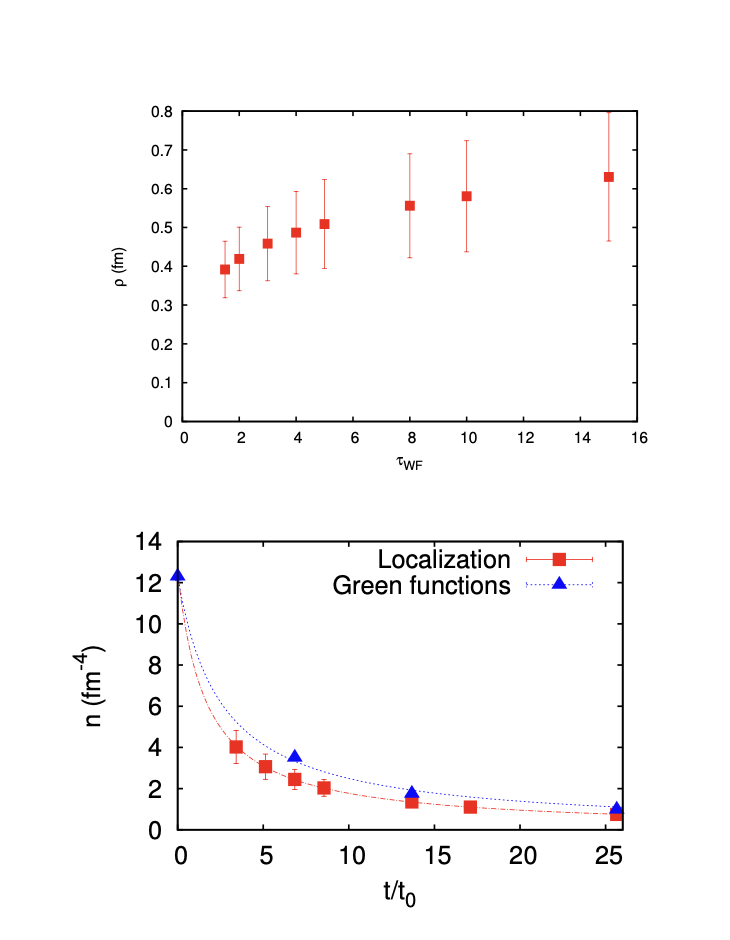 0.8
0.7
0.6
0.5
0.4
0.3
0.2
0.1
0
ρ (fm)
0 2 4 6 8 10 12 14 16
τWF
14
12
10
8
6
4
2
0
n (fm-4)
Localization
Green functions
0 5 10 15 20 25
t/t0